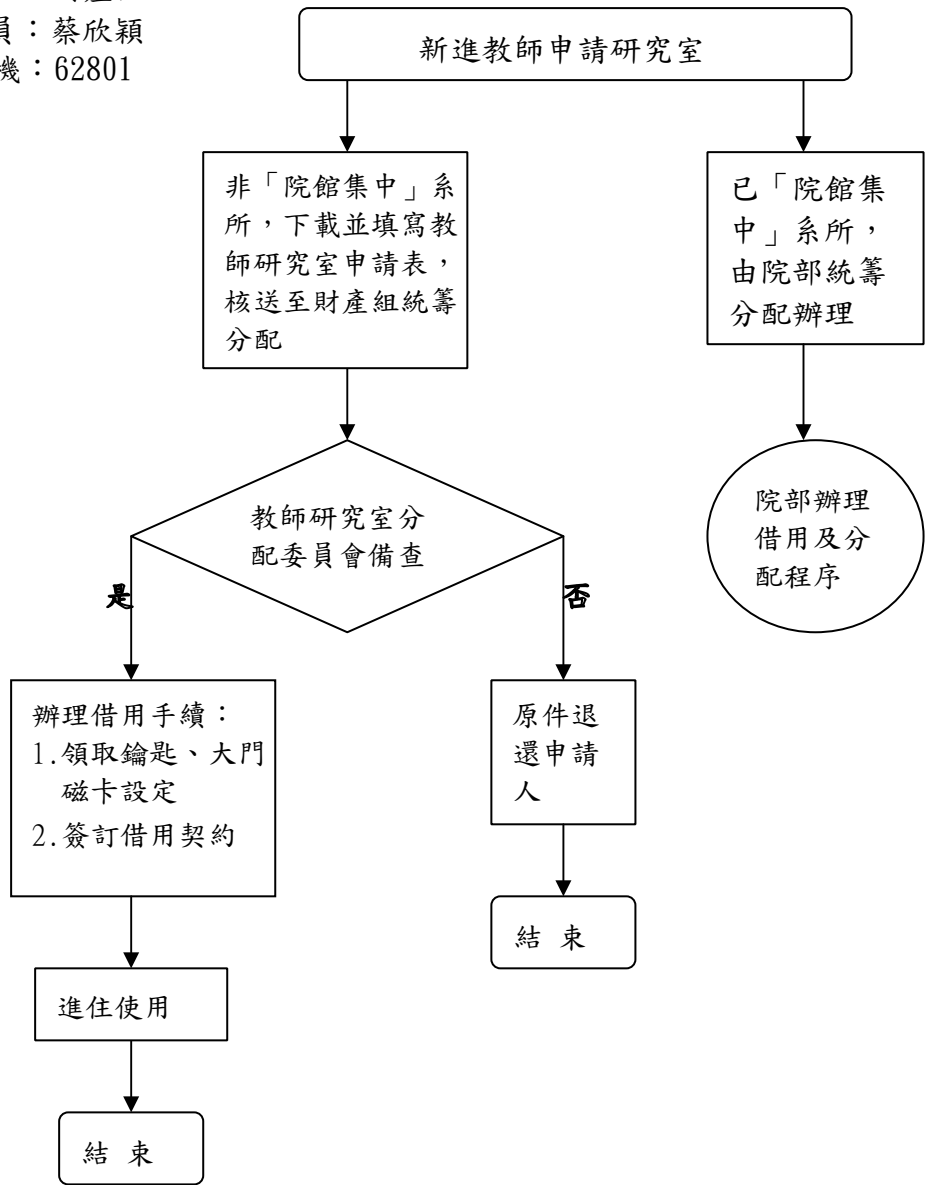 員：蔡欣穎
機：62801
新進教師申請研究室
非「院館集中」系
所，下載並填寫教
師研究室申請表，
核送至財產組統籌
分配
已「院館集
中」系所，
由院部統籌
分配辦理
教師研究室分
配委員會備查
院部辦理
借用及分
配程序
是
否
辦理借用手續：
1.領取鑰匙、大門
磁卡設定
2.簽訂借用契約
原件退
還申請
人
結 束
進住使用
結 束